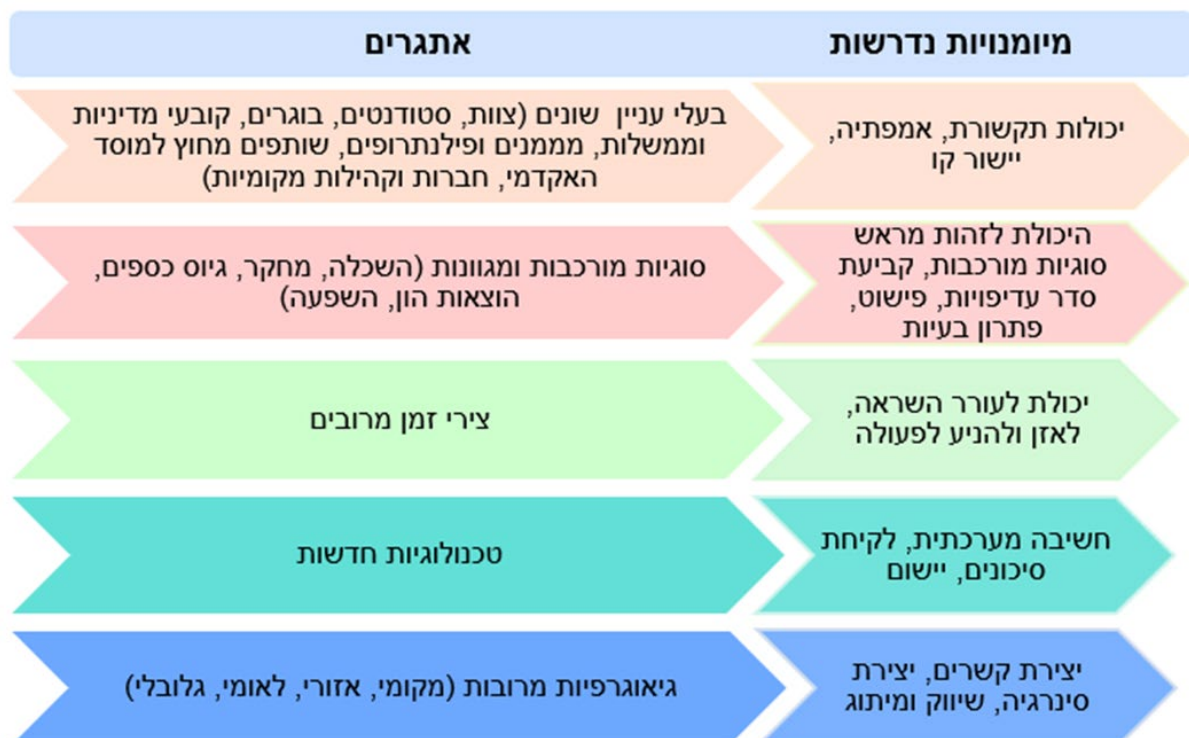 מיומנויות נדרשות
אתגרים
יכולות תקשורת, אמפתיה,
יישור קו
בעלי עניין שונים (צוות, סטודנטים, בוגרים, קובעי מדיניות
וממשלות, מממנים ופילנתרופים, שותפים מחוץ למוסד
האקדמי, חברות וקהילות מקומיות)
היכולת לזהות מראש
סוגיות מורכבות, קביעת
סדר עדיפויות, פישוט,
פתרון בעיות
סוגיות מורכבות ומגוונות (השכלה, מחקר, גיוס כספים,
הוצאות הון, השפעה)
יכולת לעורר השראה,
לאזן ולהניע לפעולה
צירי זמן מרובים
חשיבה מערכתית, לקיחת
סיכונים, יישום
טכנולוגיות חדשות
יצירת קשרים, יצירת
סינרגיה, שיווק ומיתוג
גיאוגרפיות מרובות (מקומי, אזורי, לאומי, גלובלי)